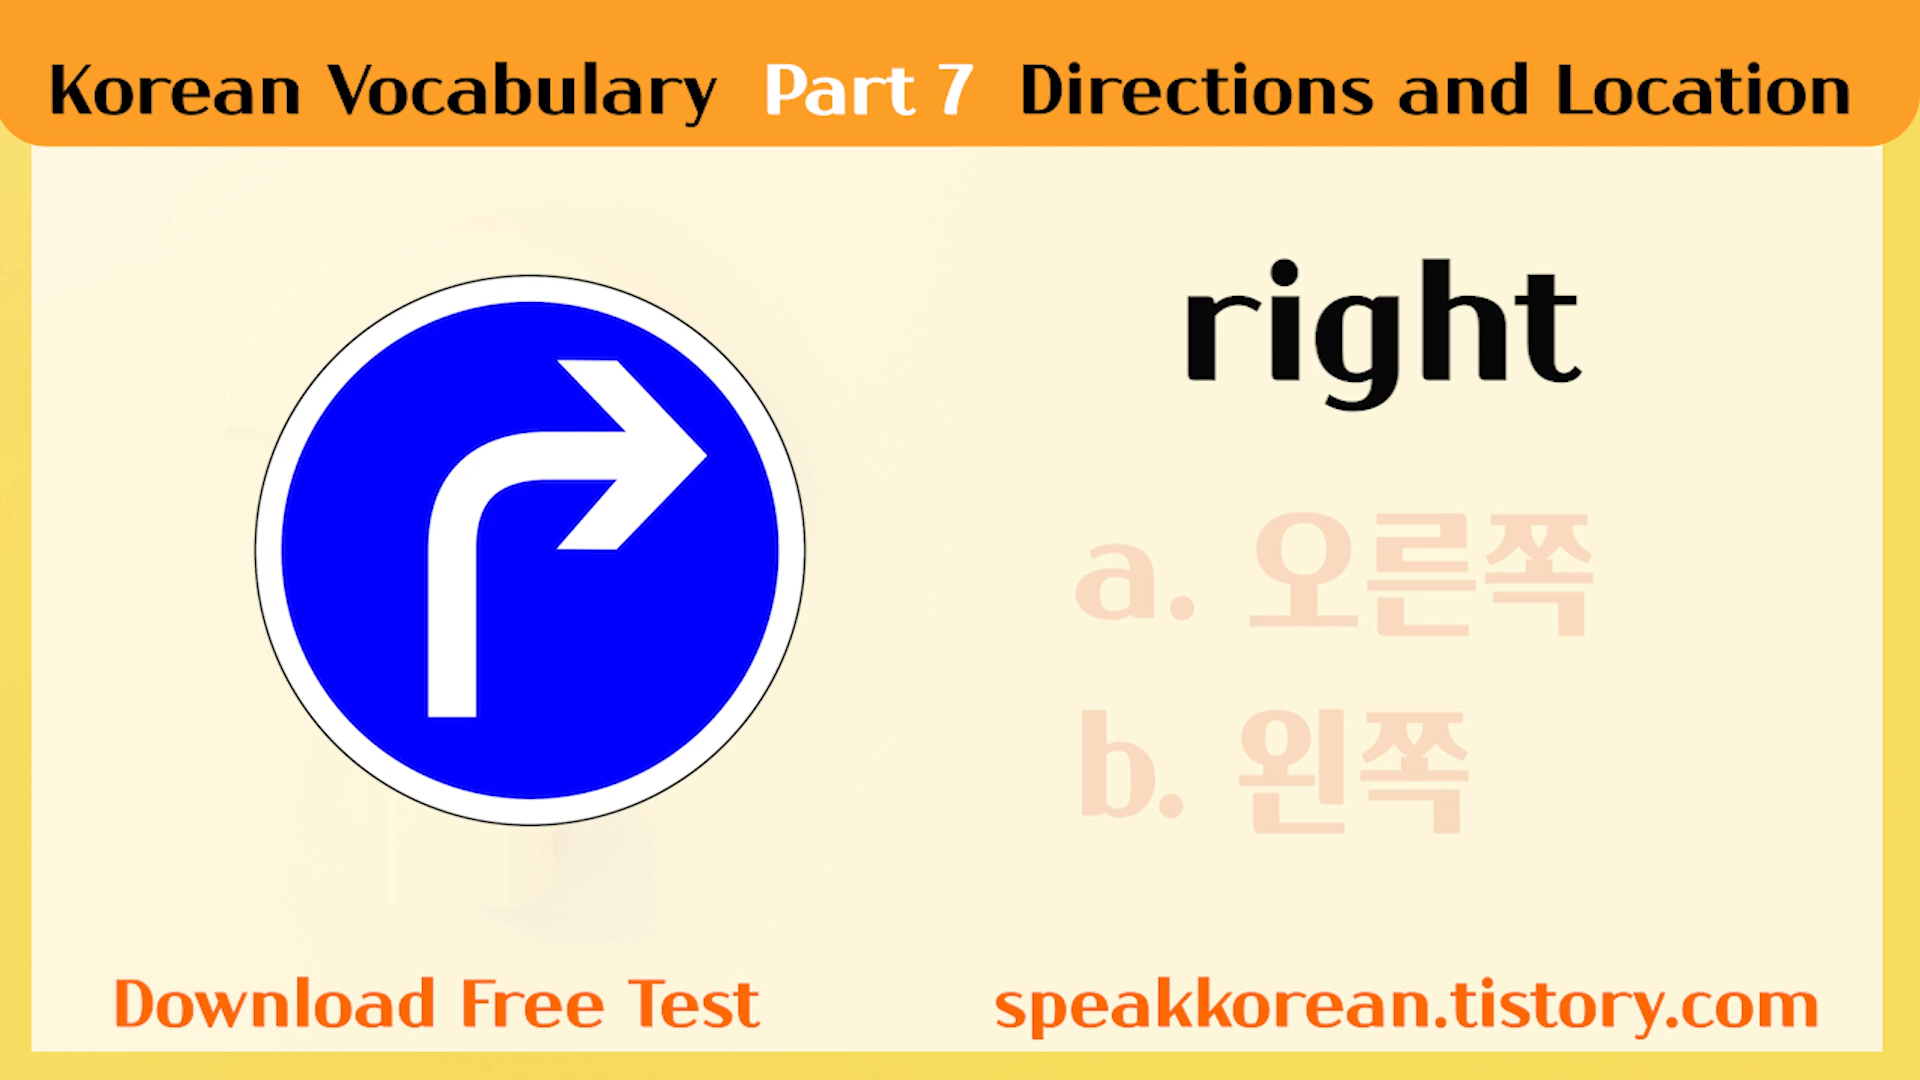 Korean Vocabulary Part 7 Directions and Location
right
a. 오른쪽
b. 왼쪽
Download Free Test
speakkorean.tistory.com